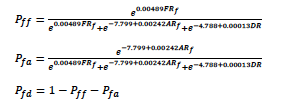 P_ff = e^{0.00489FR_f} / (e^{0.00489FR_f} + e^{-7.799+0.00242AR_f} + e^{-4.788+0.00013DR})
P_fa = e^{-7.799+0.00242AR_f} / (e^{0.00489FR_f} + e^{-7.799+0.00242AR_f} + e^{-4.788+0.00013DR})
P_fd = 1 - P_ff - P_fa